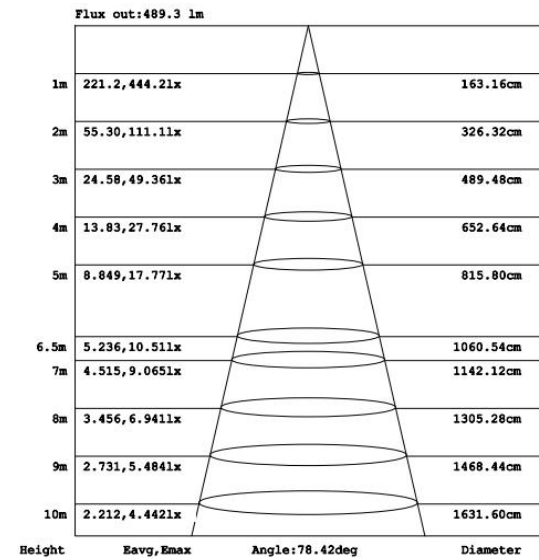 Flux out:489.3 lm
1m 221.2,444.2lx 163.16cm
2m 55.30,111.1lx 326.32cm
3m 24.58,49.36lx 489.48cm
4m 13.83,27.76lx 652.64cm
5m 8.849,17.77lx 815.80cm
6.5m 5.236,10.51lx 1060.54cm
7m 4.515,9.065lx 1142.12cm
8m 3.456,6.941lx 1305.28cm
9m 2.731,5.484lx 1468.44cm
10m 2.212,4.442lx 1631.60cm
Height Eavg,Emax Angle:78.42deg Diameter